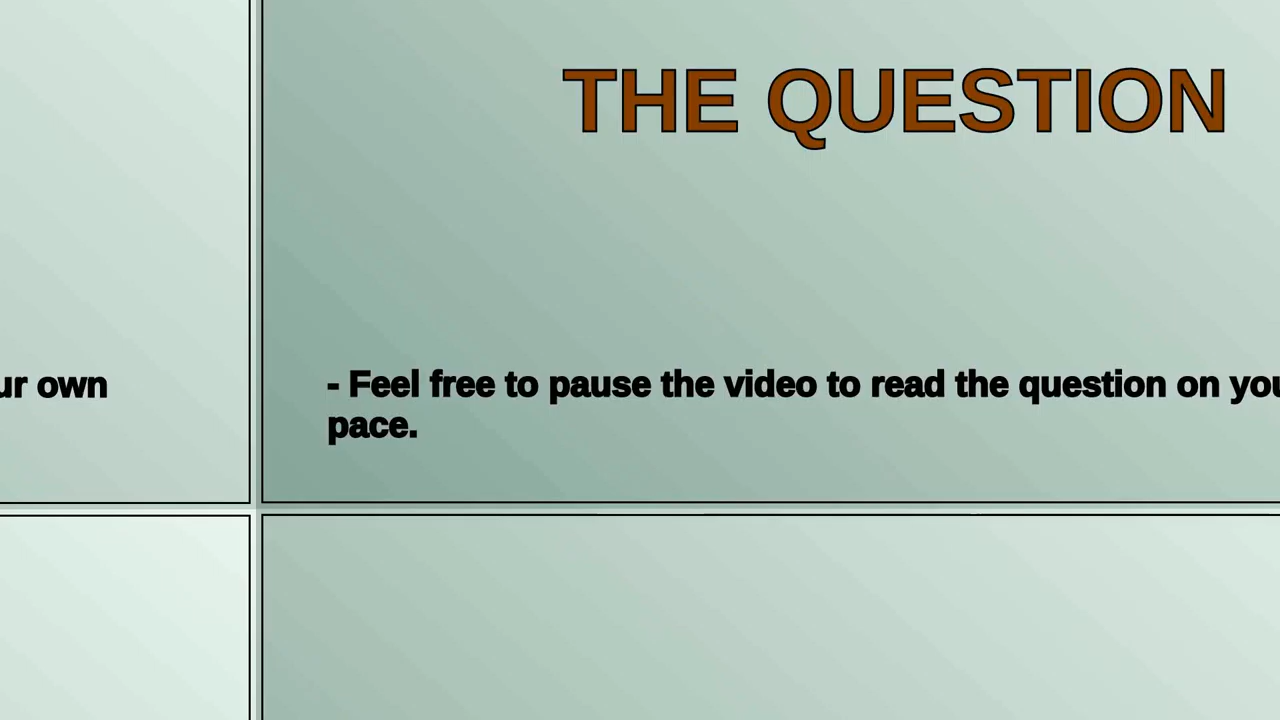 THE QUESTION
ur own
- Feel free to pause the video to read the question on you
pace.